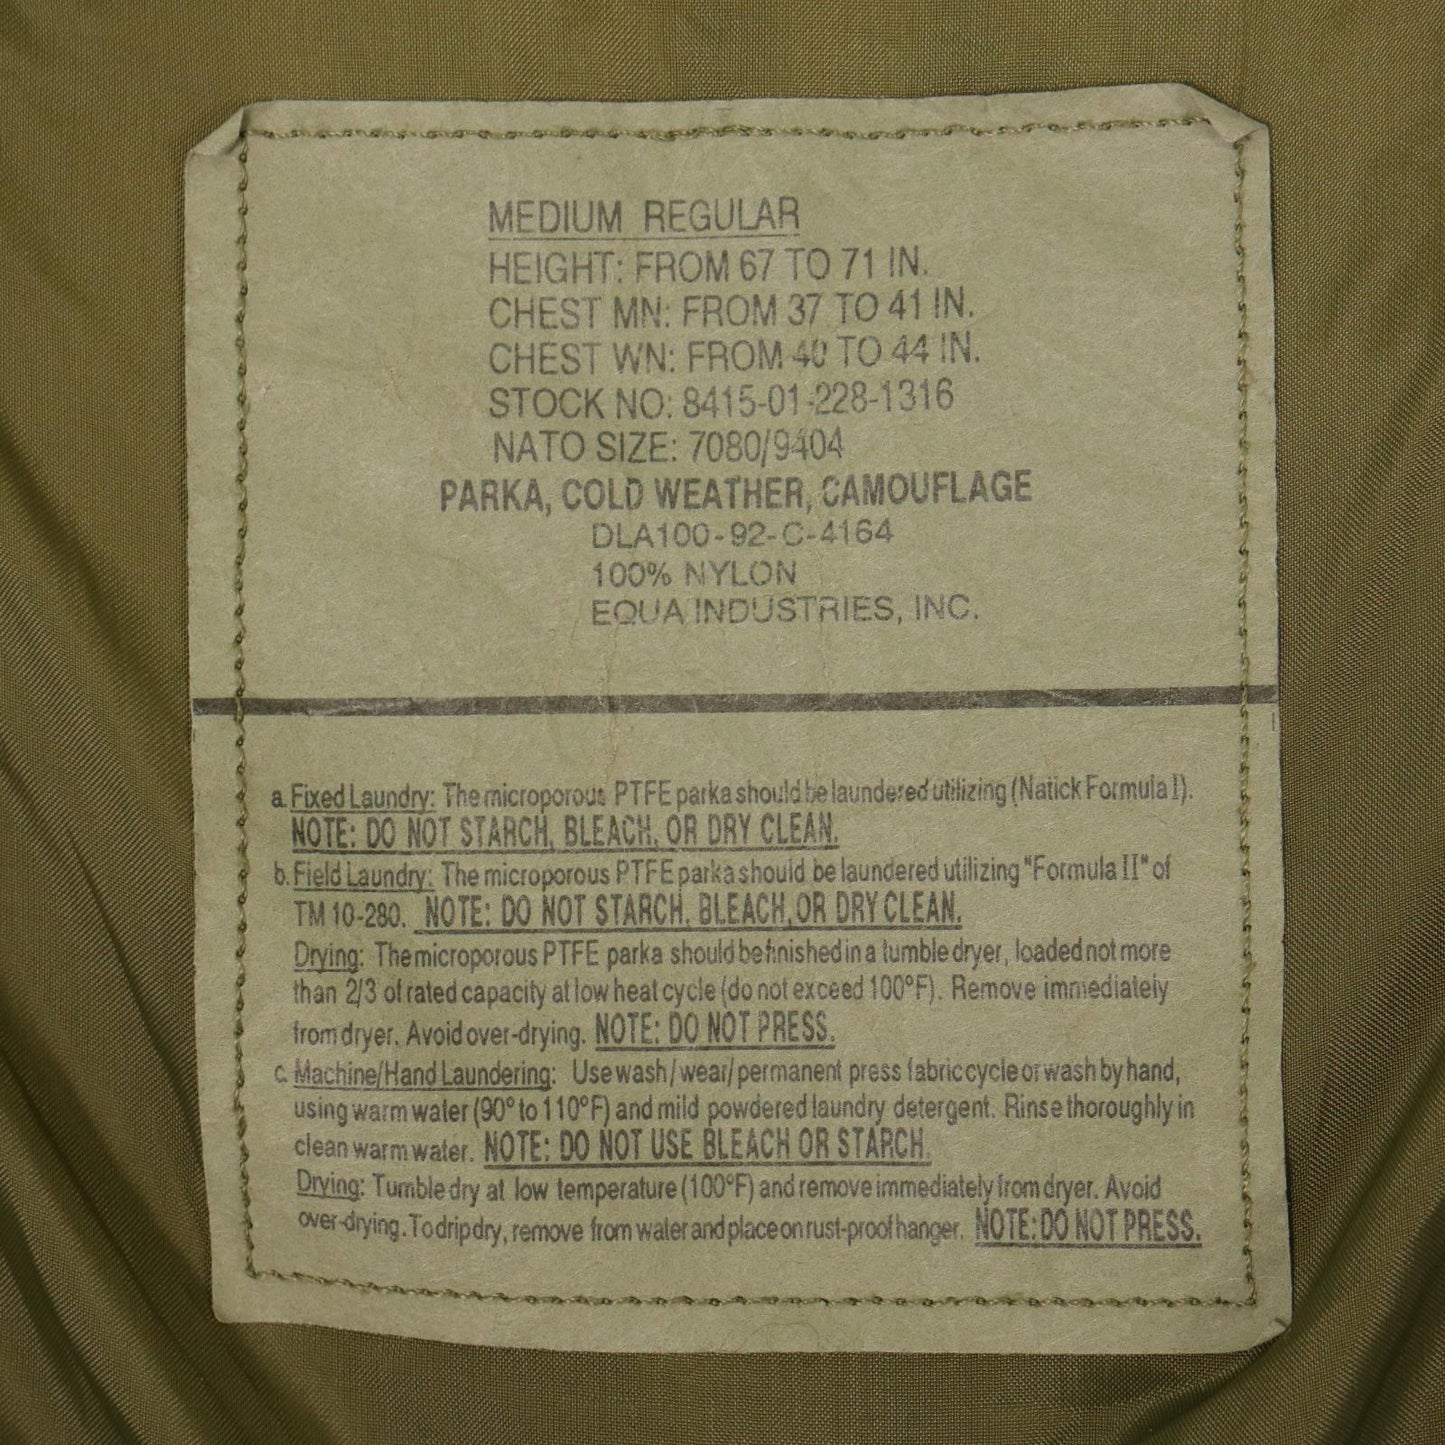 MEDIUM REGULAR
HEIGHT: FROM 67 TO 71 IN.
CHEST MN: FROM 37 TO 41 IN.
CHEST WN: FROM 40 TO 44 IN.
STOCK NO: 8415-01-228-1316
NATO SIZE: 7080/9404
PARKA, COLD WEATHER, CAMOUFLAGE
DLA100-92-C-4164
100% NYLON
EQUA INDUSTRIES, INC.
a. Fixed Laundry: The microporous PTFE parka should be laundered utilizing (Natick Formula I).
NOTE: DO NOT STARCH, BLEACH, OR DRY CLEAN.
b. Field Laundry: The microporous PTFE parka should be laundered utilizing "Formula II" of
TM 10-280. NOTE: DO NOT STARCH, BLEACH, OR DRY CLEAN.
Drying: The microporous PTFE parka should be finished in a tumble dryer, loaded not more
than 2/3 of rated capacity at low heat cycle (do not exceed 100°F). Remove immediately
from dryer. Avoid over-drying. NOTE: DO NOT PRESS.
c. Machine/Hand Laundering: Use wash/wear/permanent press fabric cycle or wash by hand,
using warm water (90° to 110°F) and mild powdered laundry detergent. Rinse thoroughly in
clean warm water. NOTE: DO NOT USE BLEACH OR STARCH.
Drying: Tumble dry at low temperature (100°F) and remove immediately from dryer. Avoid
over-drying. To drip dry, remove from water and place on rust-proof hanger. NOTE: DO NOT PRESS.